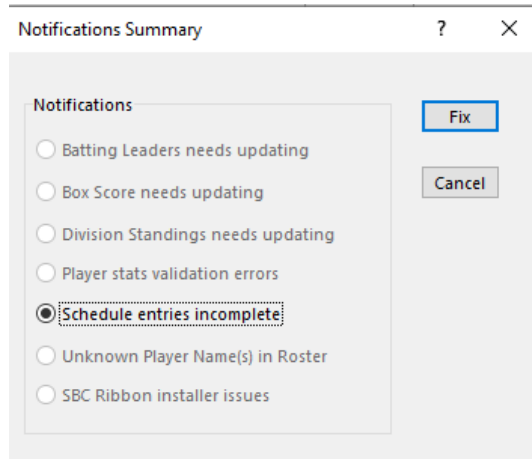 Notifications Summary
?
Notifications
Fix
Batting Leaders needs updating
Box Score needs updating
Cancel
Division Standings needs updating
Player stats validation errors
Schedule entries incomplete
Unknown Player Name(s) in Roster
SBC Ribbon installer issues